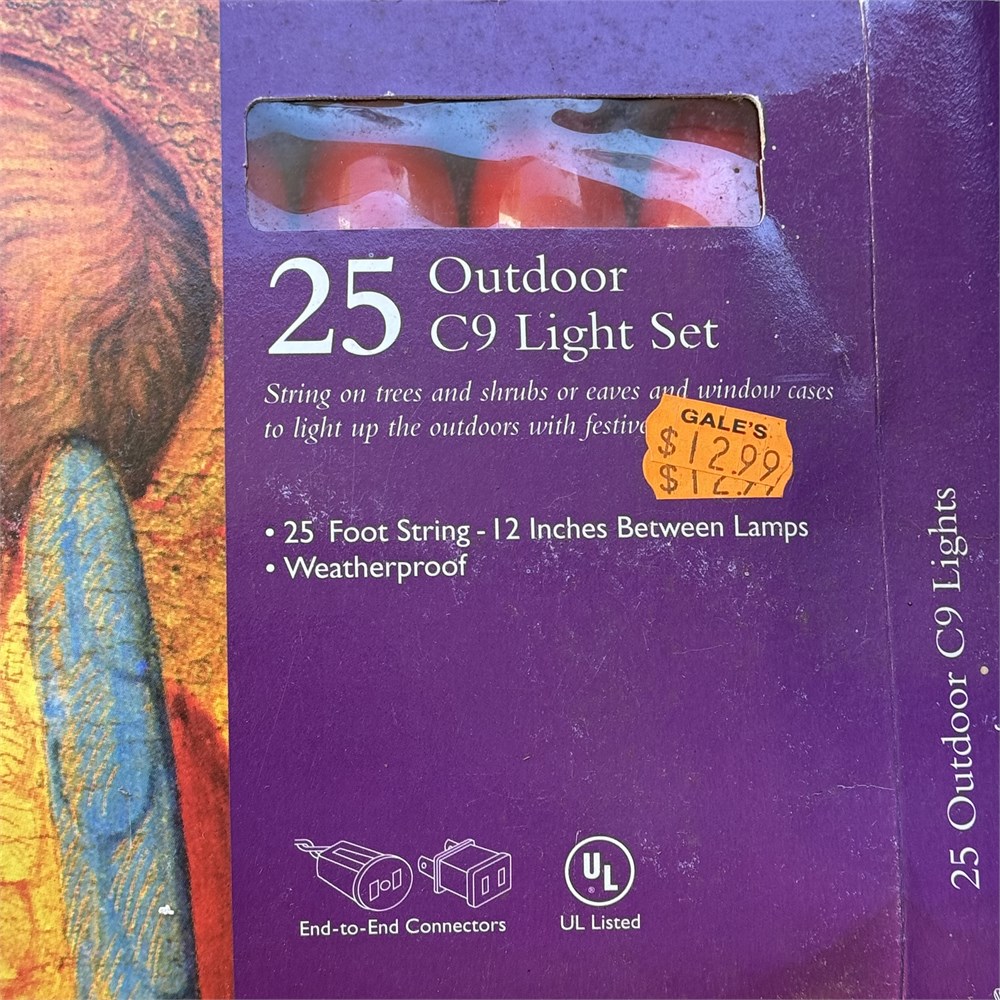 25 Outdoor
C9 Light Set
String on trees and shrubs or eaves and window cases
to light up the outdoors with festive
GALE'S
$12.99
$12.99
• 25 Foot String - 12 Inches Between Lamps
• Weatherproof
End-to-End Connectors
UL
®
UL Listed
25 Outdoor C9 Lights